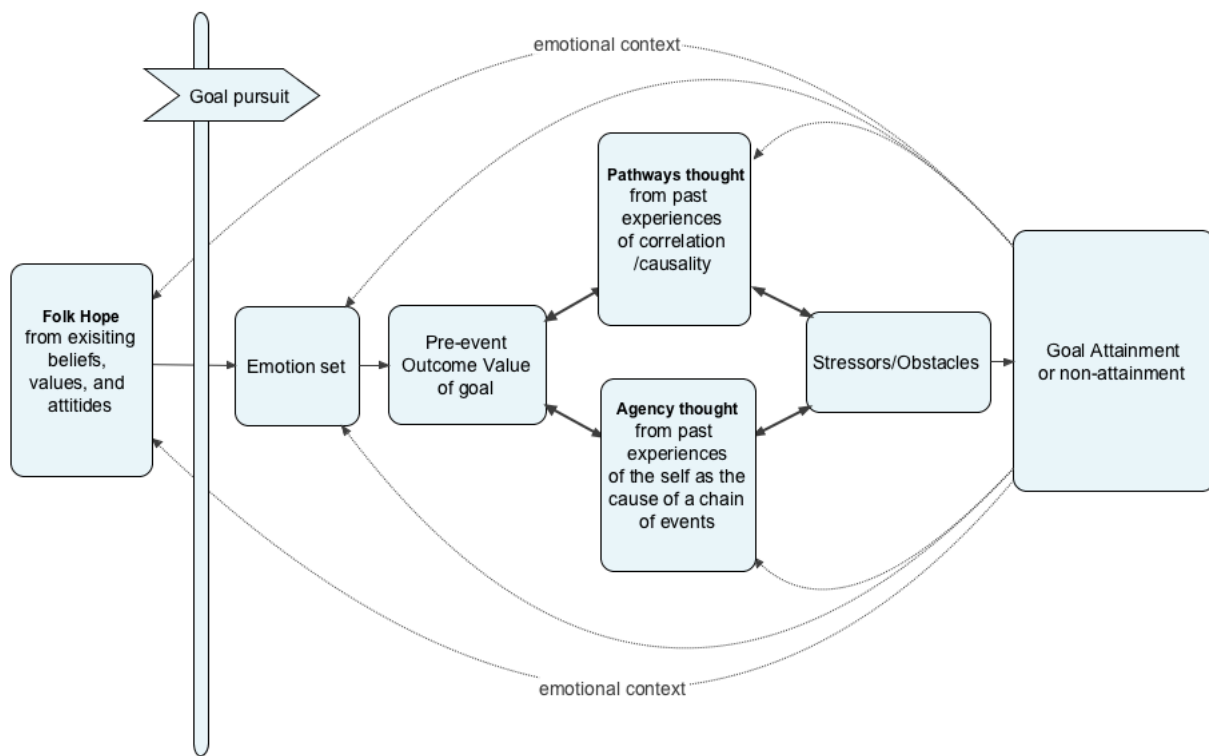 emotional context
Goal pursuit
Pathways thought
from past
experiences
of correlation
/causality
Folk Hope
from exisiting
beliefs,
values, and
attitides
Emotion set
Pre-event
Outcome Value
of goal
Stressors/Obstacles
Goal Attainment
or non-attainment
Agency thought
from past
experiences
of the self as the
cause of a chain
of events
emotional context